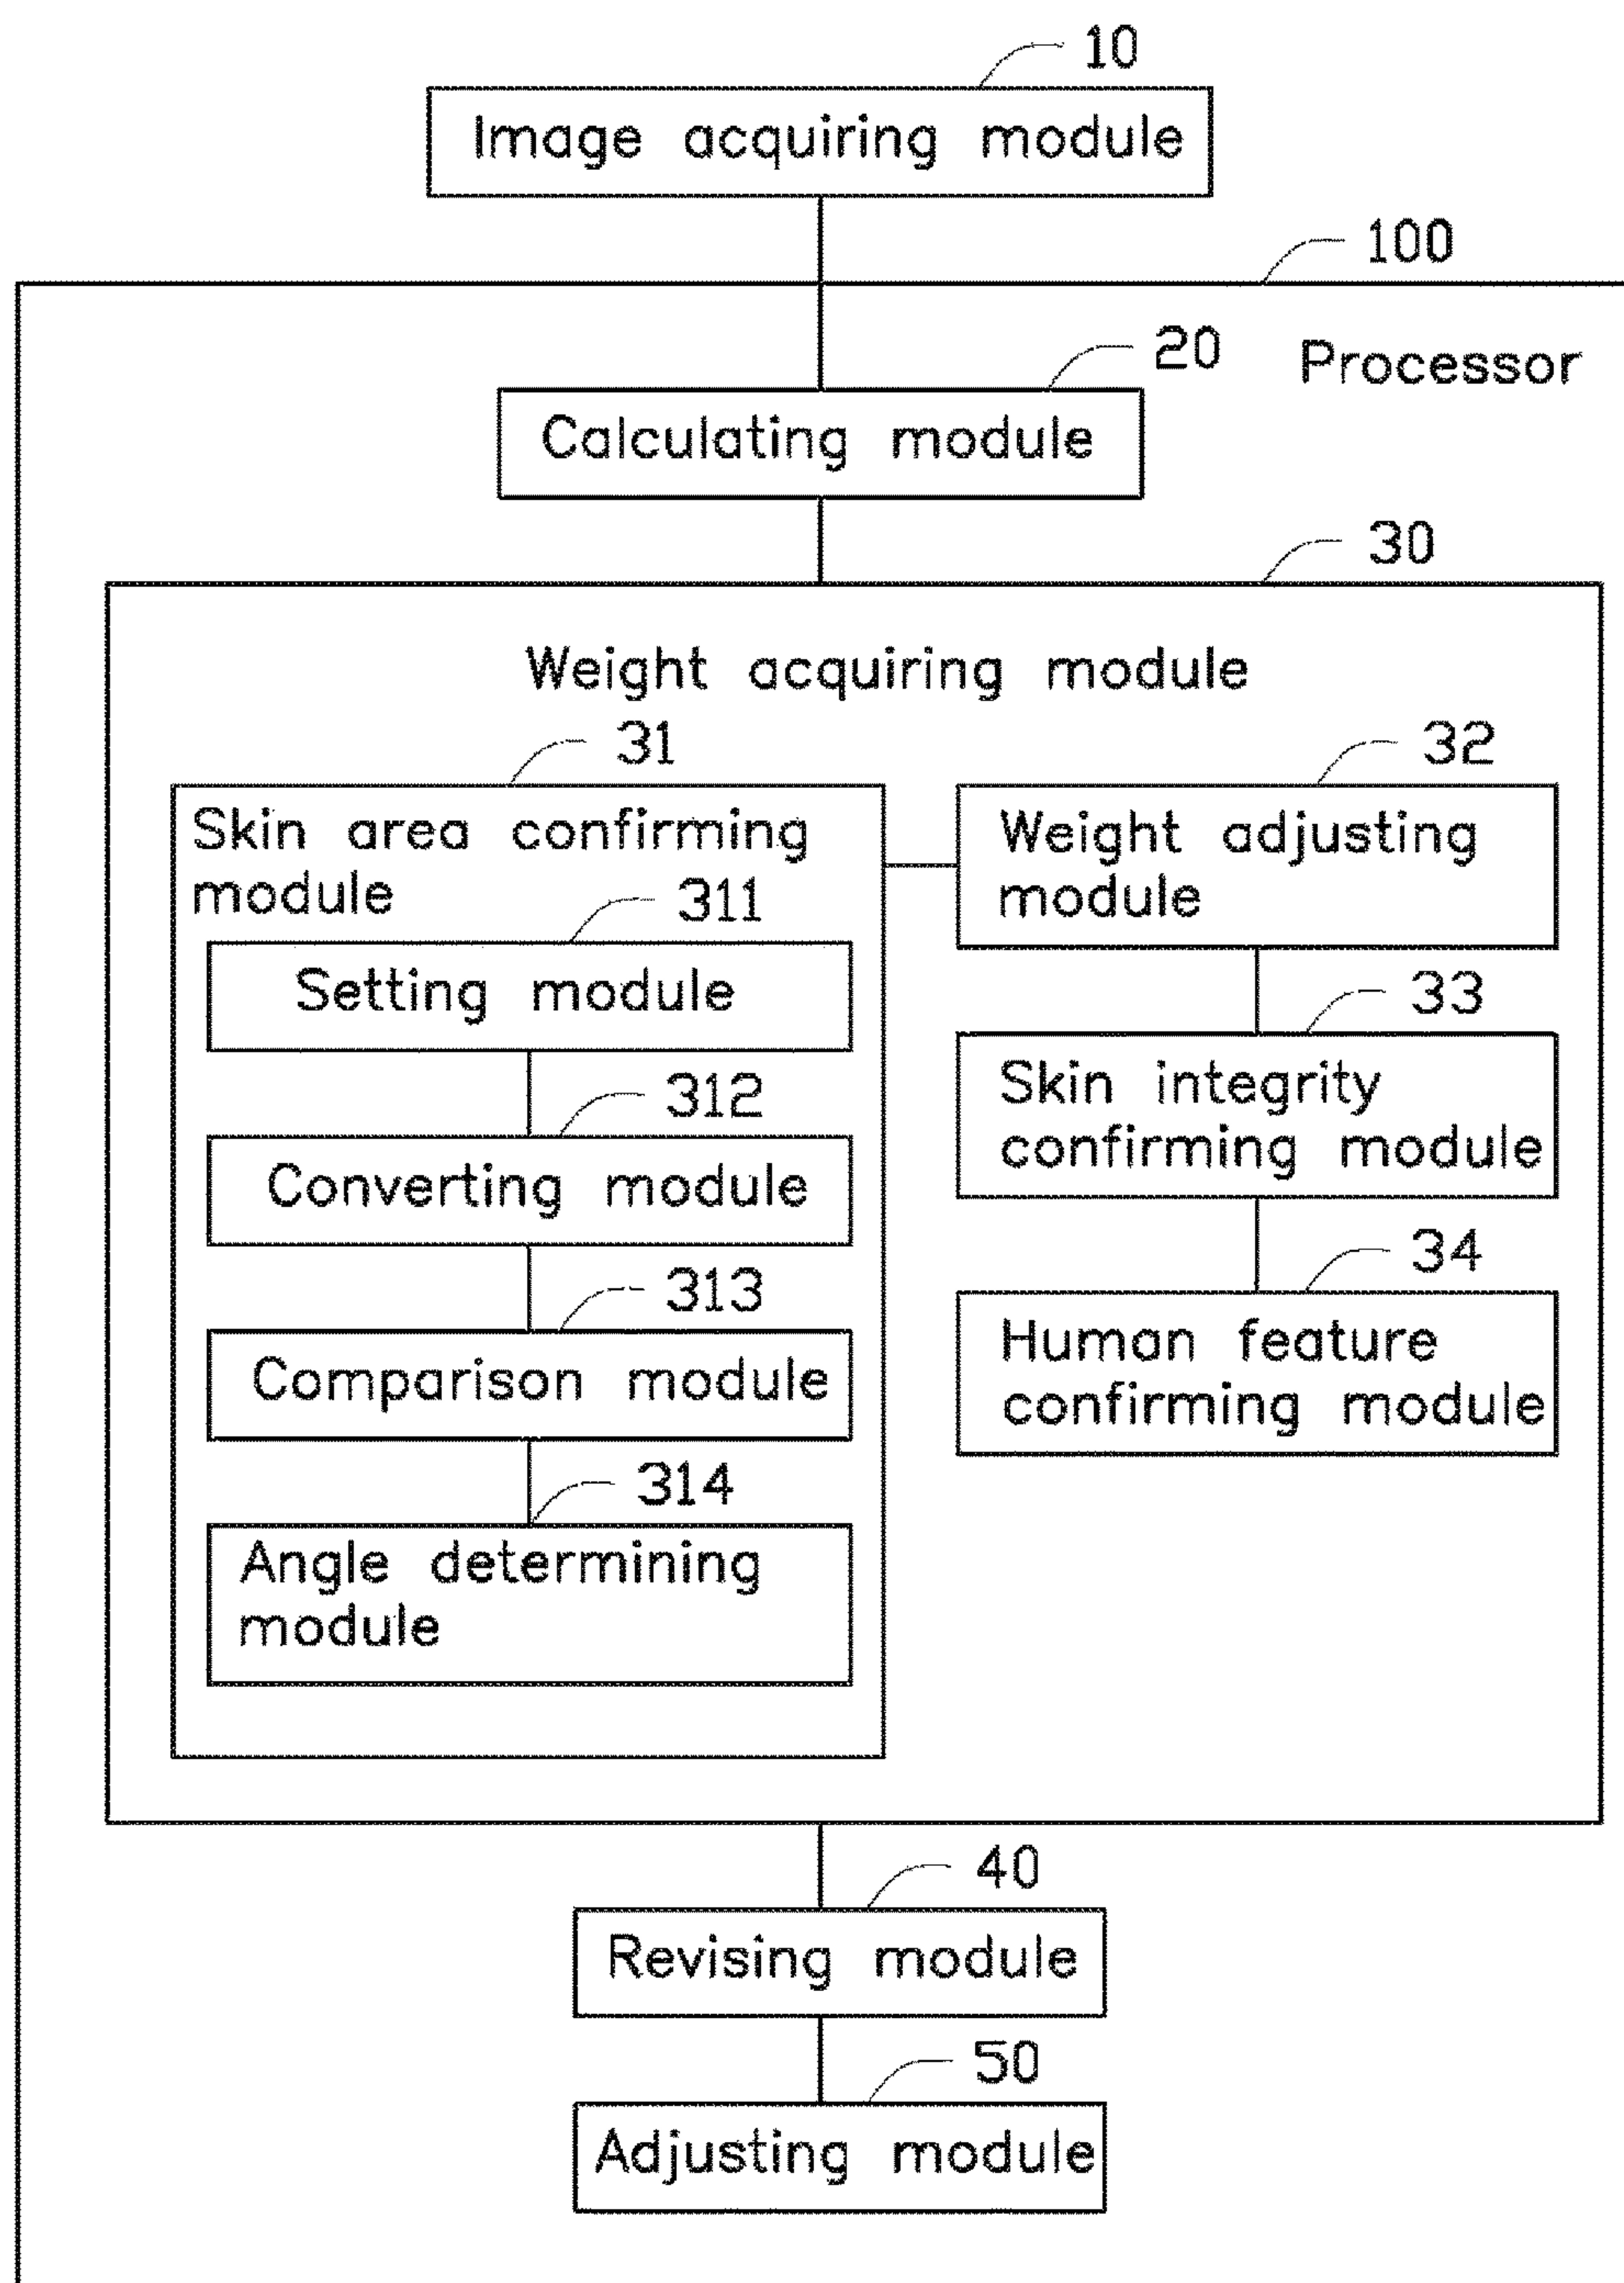 10
Image acquiring module
100
Processor
20
Calculating module
30
Weight acquiring module
31
Skin area confirming
module
311
Setting module
312
Converting module
313
Comparison module
314
Angle determining
module
32
Weight adjusting
module
33
Skin integrity
confirming module
34
Human feature
confirming module
40
Revising module
50
Adjusting module